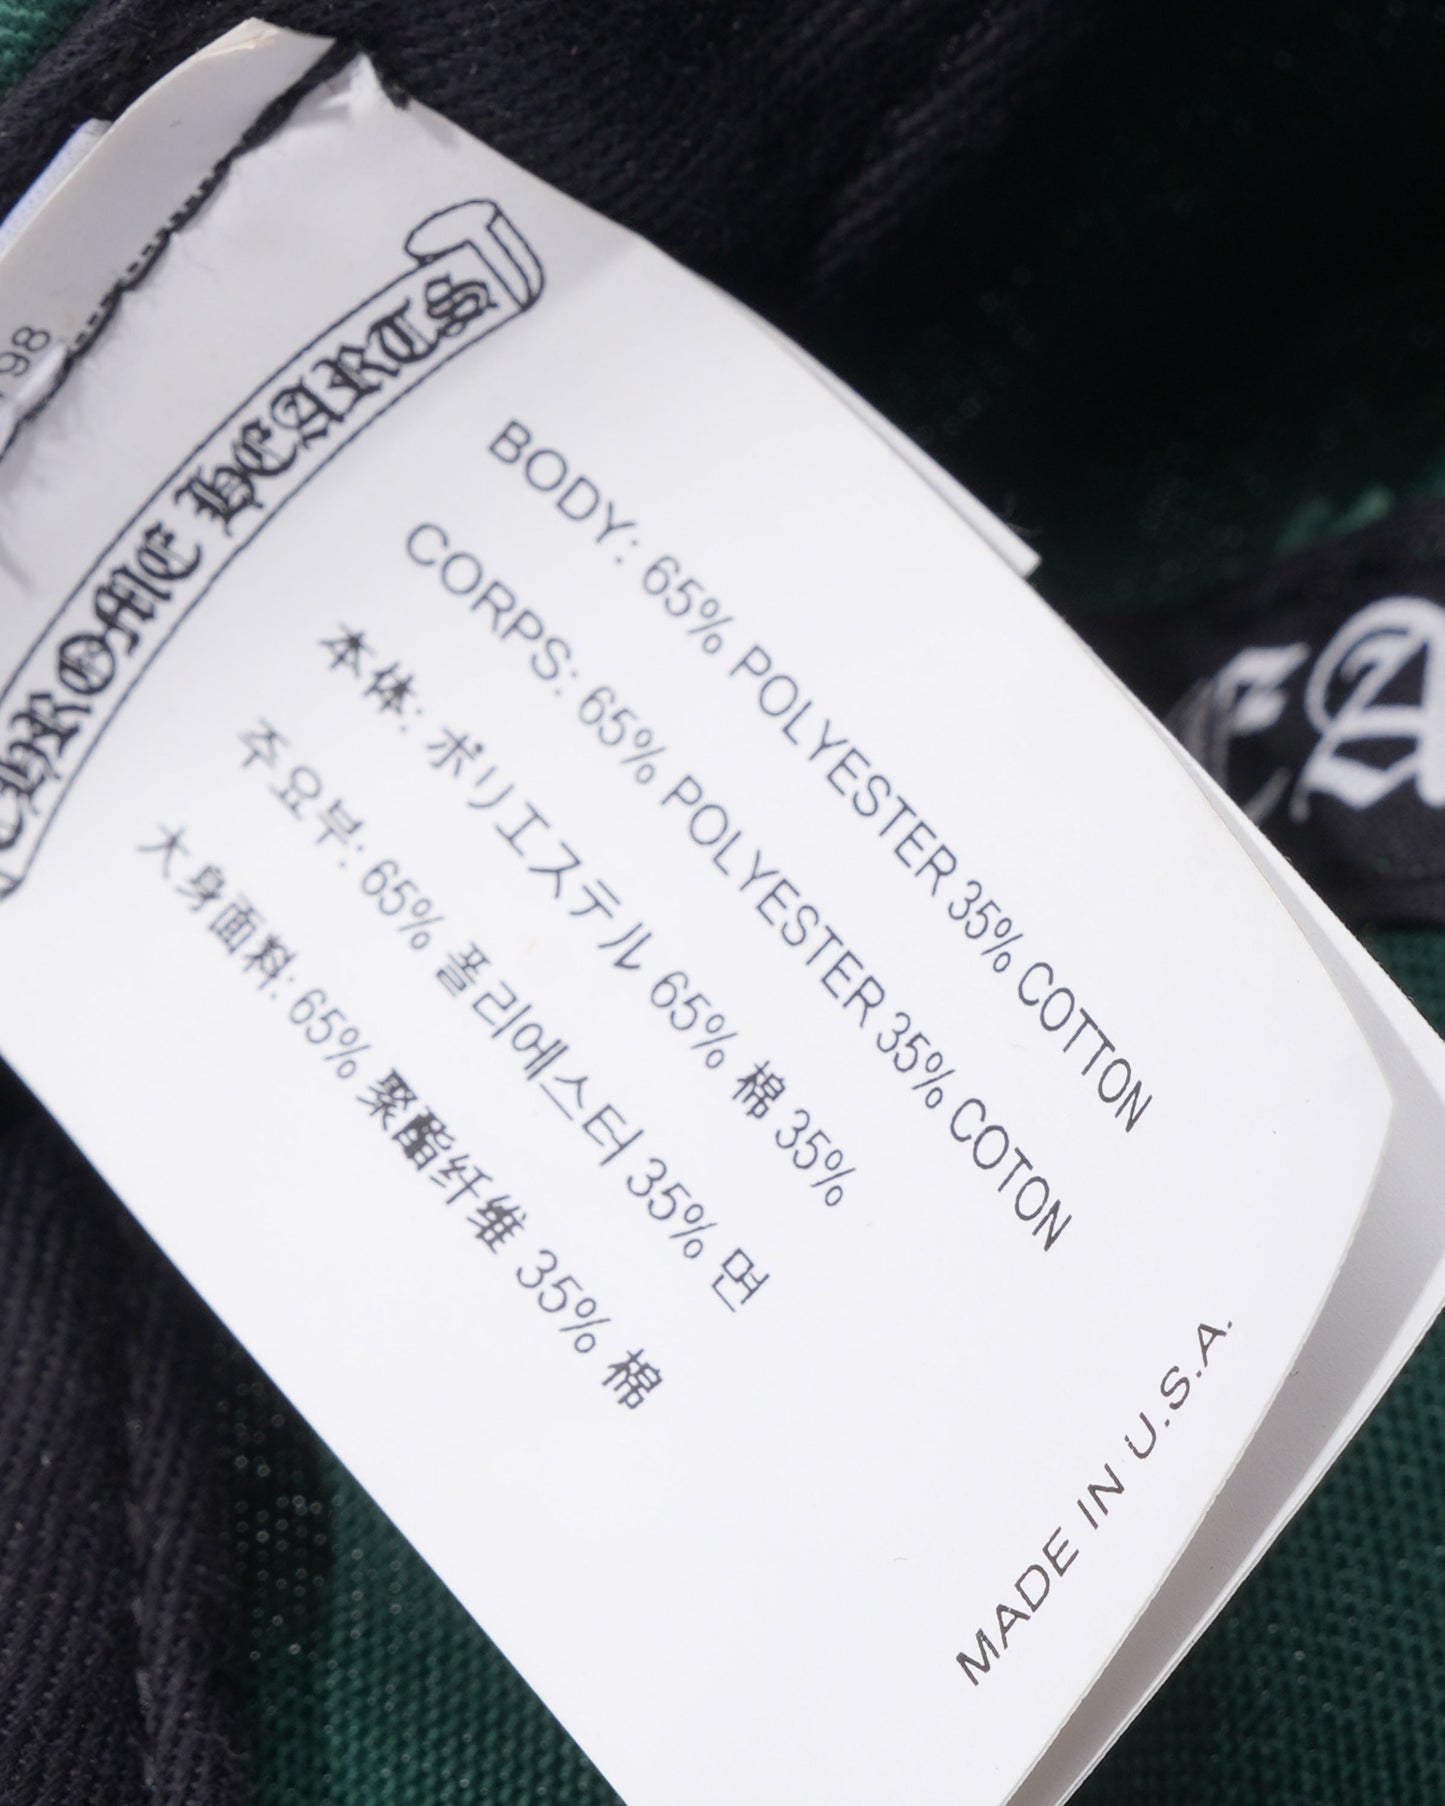 98
CHROME HEARTS
BODY: 65% POLYESTER 35% COTTON
CORPS: 65% POLYESTER 35% COTON
本体: ポリエステル 65% 棉 35%
주요부: 65% 폴리에스터 35% 면
大身面料: 65% 聚酯纤维 35% 棉
MADE IN U.S.A.
EA